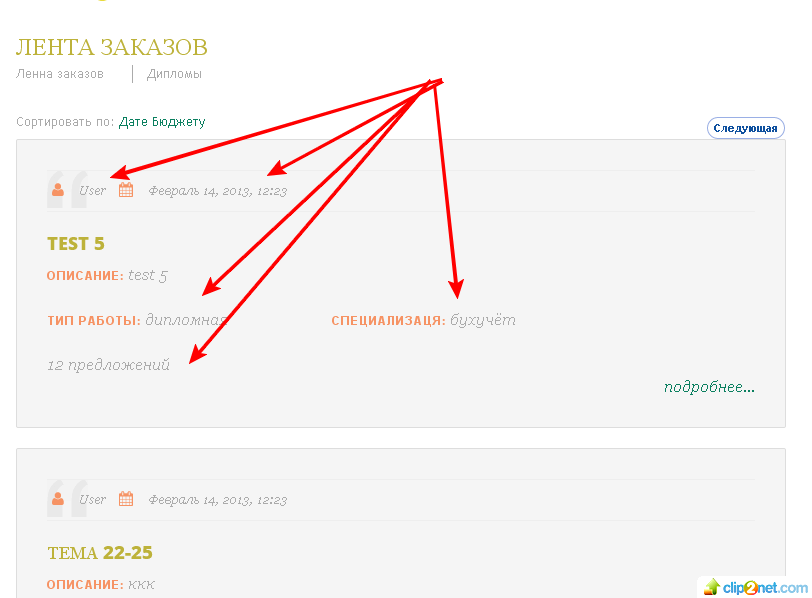 ЛЕНТА ЗАКАЗОВ
Ленна заказов | Дипломы
Сортировать по: Дате Бюджету
Следующая
User Февраль 14, 2013, 12:23
TEST 5
ОПИСАНИЕ: test 5
ТИП РАБОТЫ: дипломная СПЕЦИАЛИЗАЦЯ: бухучёт
12 предложений
подробнее...
User Февраль 14, 2013, 12:23
ТЕМА 22-25
ОПИСАНИЕ: ккк
clip2net.com